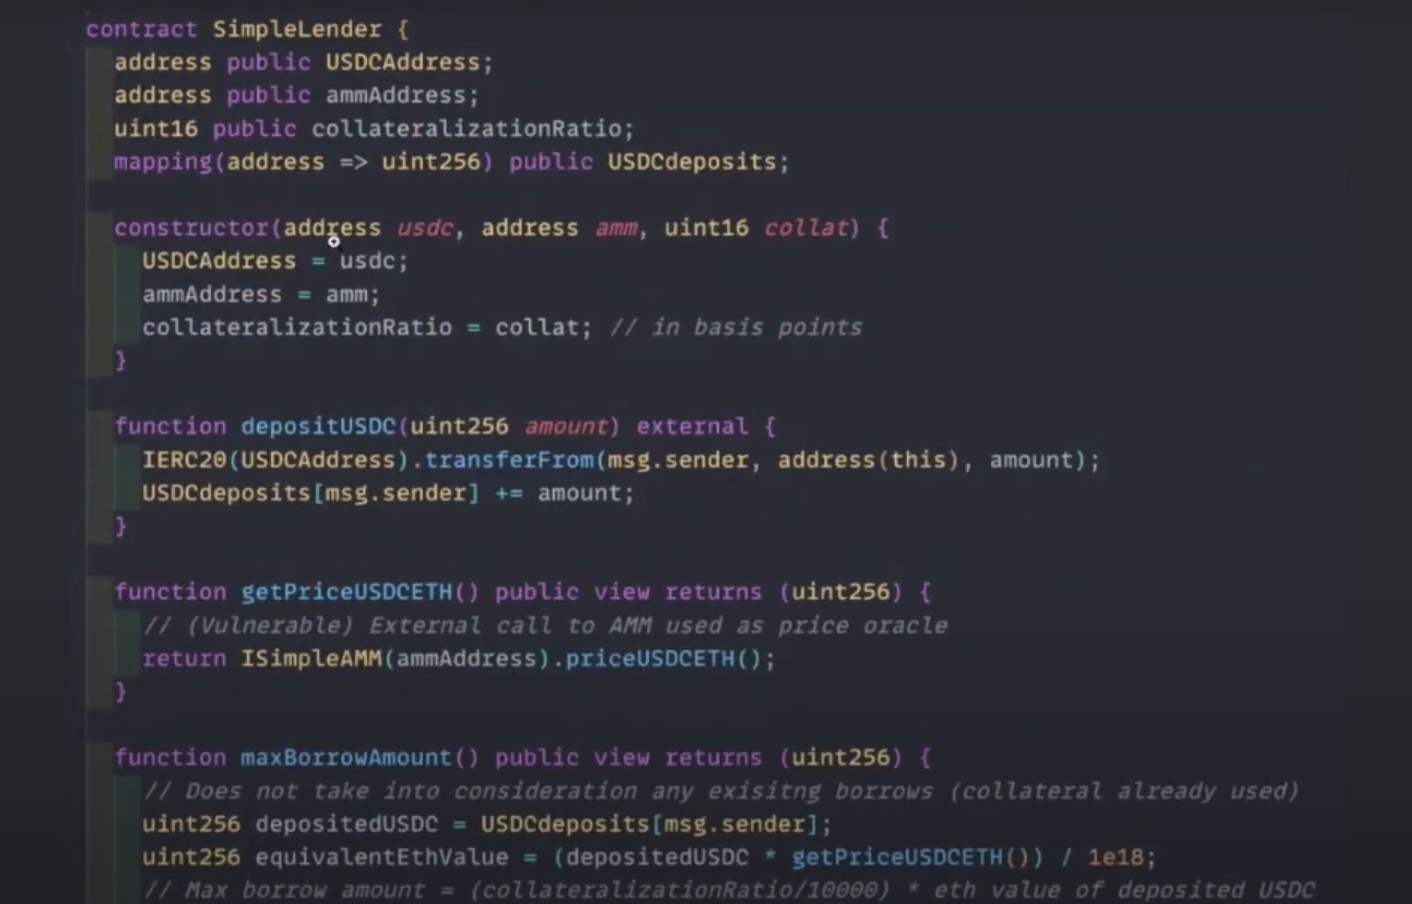 contract SimpleLender {
address public USDCAddress;
address public ammAddress;
uint16 public collateralizationRatio;
mapping(address => uint256) public USDCdeposits;
constructor(address usdc, address amm, uint16 collat) {
USDCAddress = usdc;
ammAddress = amm;
collateralizationRatio = collat; // in basis points
}
function depositUSDC(uint256 amount) external {
IERC20(USDCAddress).transferFrom(msg.sender, address(this), amount);
USDCdeposits[msg.sender] += amount;
}
function getPriceUSDCETH() public view returns (uint256) {
// (Vulnerable) External call to AMM used as price oracle
return ISimpleAMM(ammAddress).priceUSDCETH();
}
function maxBorrowAmount() public view returns (uint256) {
// Does not take into consideration any exisitng borrows (collateral already used)
uint256 depositedUSDC = USDCdeposits[msg.sender];
uint256 equivalentEthValue = (depositedUSDC * getPriceUSDCETH()) / 1e18;
// Max borrow amount = (collateralizationRatio/10000) * eth value of deposited USDC